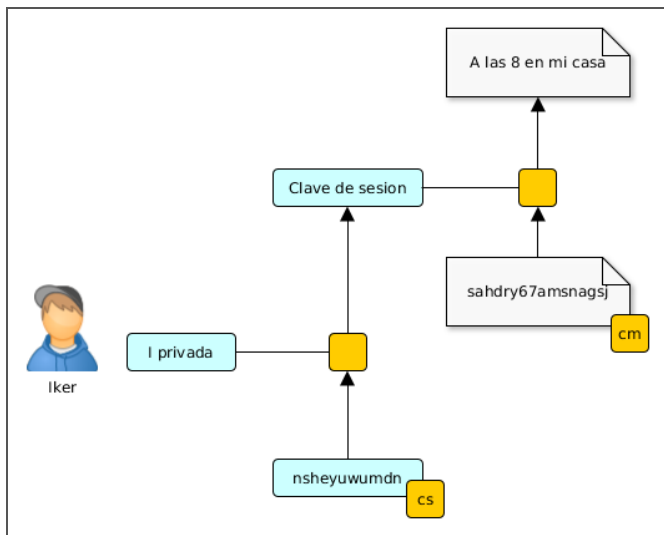 A las 8 en mi casa
Clave de sesion
sahdry67amsnagsj
cm
I privada
Iker
nsheyuwumdn
cs